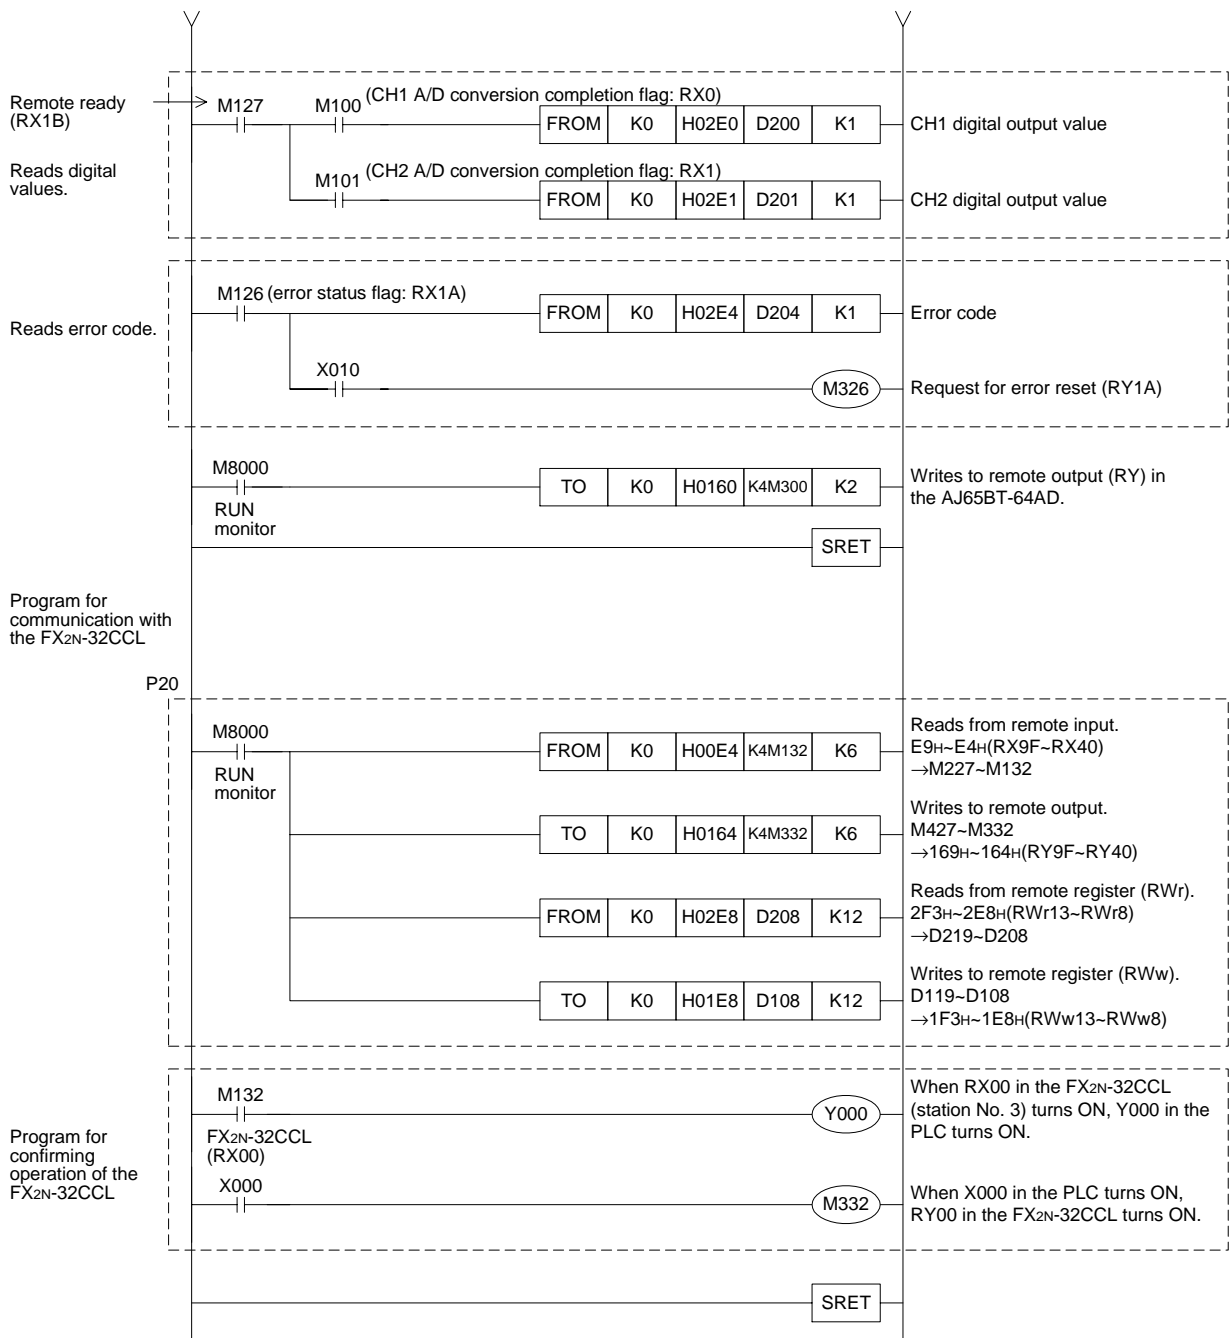 Remote ready
(RX1B)
M127
M100
(CH1 A/D conversion completion flag: RX0)
FROM K0 H02E0 D200 K1
CH1 digital output value
Reads digital
values.
M101
(CH2 A/D conversion completion flag: RX1)
FROM K0 H02E1 D201 K1
CH2 digital output value
Reads error code.
M126 (error status flag: RX1A)
FROM K0 H02E4 D204 K1
Error code
X010
M326
Request for error reset (RY1A)
M8000
RUN
monitor
TO K0 H0160 K4M300 K2
Writes to remote output (RY) in
the AJ65BT-64AD.
SRET
Program for
communication with
the FX2N-32CCL
P20
M8000
RUN
monitor
FROM K0 H00E4 K4M132 K6
Reads from remote input.
E9H~E4H(RX9F~RX40)
→M227~M132
TO K0 H0164 K4M332 K6
Writes to remote output.
M427~M332
→169H~164H(RY9F~RY40)
FROM K0 H02E8 D208 K12
Reads from remote register (RWr).
2F3H~2E8H(RWr13~RWr8)
→D219~D208
TO K0 H01E8 D108 K12
Writes to remote register (RWw).
D119~D108
→1F3H~1E8H(RWw13~RWw8)
Program for
confirming
operation of the
FX2N-32CCL
M132
FX2N-32CCL
(RX00)
Y000
When RX00 in the FX2N-32CCL
(station No. 3) turns ON, Y000 in the
PLC turns ON.
X000
M332
When X000 in the PLC turns ON,
RY00 in the FX2N-32CCL turns ON.
SRET